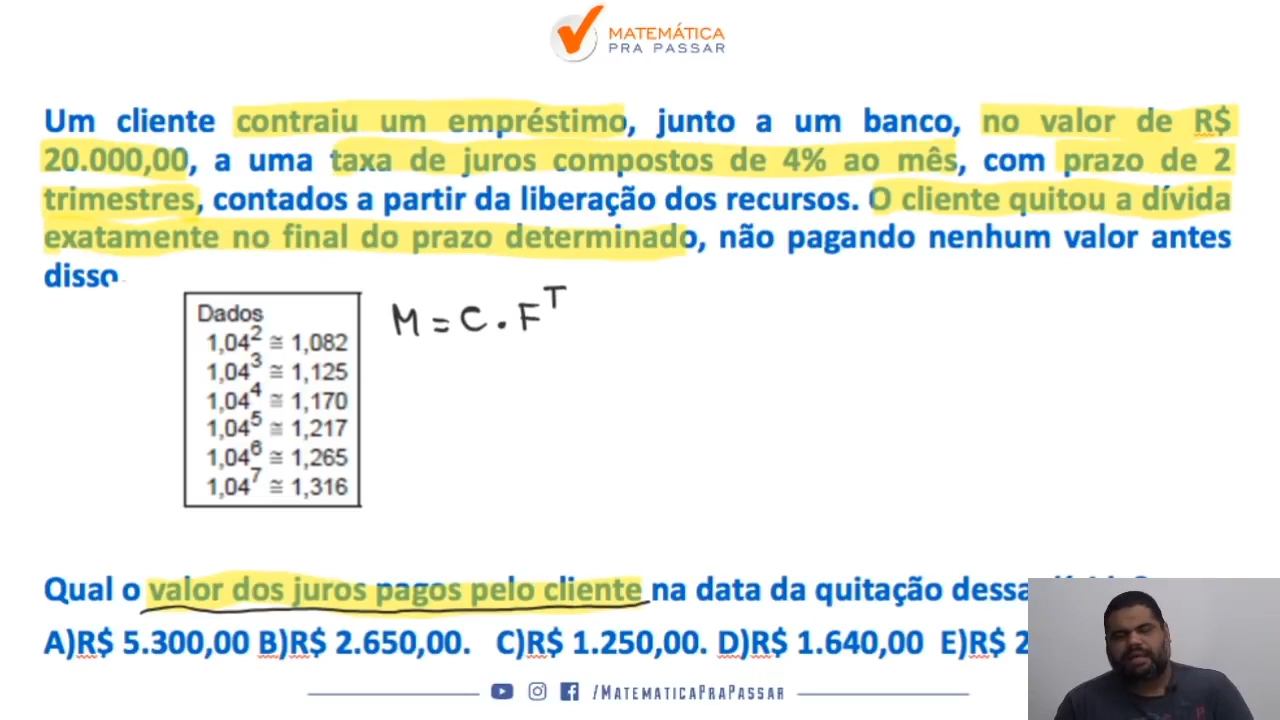 MATEMÁTICA
PRA PASSAR
Um cliente contraiu um empréstimo, junto a um banco, no valor de R$
20.000,00, a uma taxa de juros compostos de 4% ao mês, com prazo de 2
trimestres, contados a partir da liberação dos recursos. O cliente quitou a dívida
exatamente no final do prazo determinado, não pagando nenhum valor antes
disso
Dados
1,04² ≅ 1,082
1,04³ ≅ 1,125
1,04⁴ ≅ 1,170
1,04⁵ ≅ 1,217
1,04⁶ ≅ 1,265
1,04⁷ ≅ 1,316
M = C . F^T
Qual o valor dos juros pagos pelo cliente na data da quitação
A)R$ 5.300,00 B)R$ 2.650,00. C)R$ 1.250,00. D)R$ 1.640,00 E)R$
/MATEMATICAPRAPASSAR